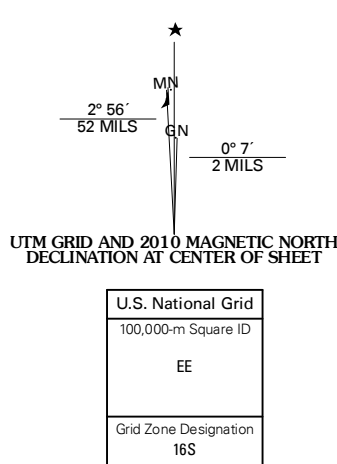 ★
MN
2° 56´
52 MILS
GN
0° 7´
2 MILS
UTM GRID AND 2010 MAGNETIC NORTH
DECLINATION AT CENTER OF SHEET
U.S. National Grid
100,000-m Square ID
EE
Grid Zone Designation
16S